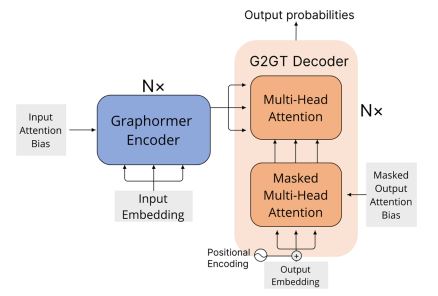 Output probabilities
G2GT Decoder
N×
Input
Attention
Bias
Graphormer
Encoder
Multi-Head
Attention
N×
Input
Embedding
Masked
Multi-Head
Attention
Masked
Output
Attention
Bias
Positional
Encoding
Output
Embedding